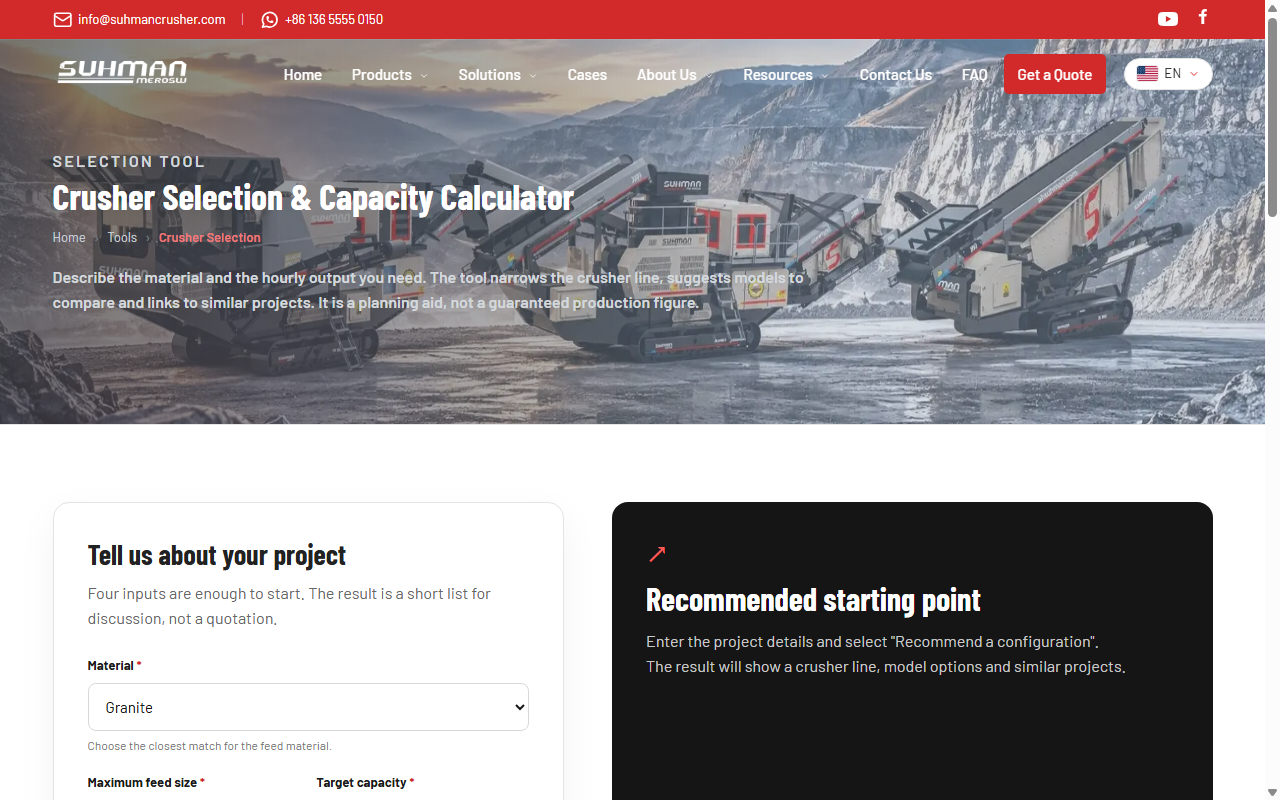 info@suhmancrusher.com | +86 136 5555 0150
SUHMAN
MEROSW
Home Products Solutions Cases About Us Resources Contact Us FAQ Get a Quote EN
SELECTION TOOL
Crusher Selection & Capacity Calculator
Home › Tools › Crusher Selection
Describe the material and the hourly output you need. The tool narrows the crusher line, suggests models to
compare and links to similar projects. It is a planning aid, not a guaranteed production figure.
SUHMAN
SUHMAN
SUHMAN
SUHMAN
Tell us about your project
Four inputs are enough to start. The result is a short list for
discussion, not a quotation.
Material *
Granite
Choose the closest match for the feed material.
Maximum feed size * Target capacity *
Recommended starting point
Enter the project details and select "Recommend a configuration".
The result will show a crusher line, model options and similar projects.